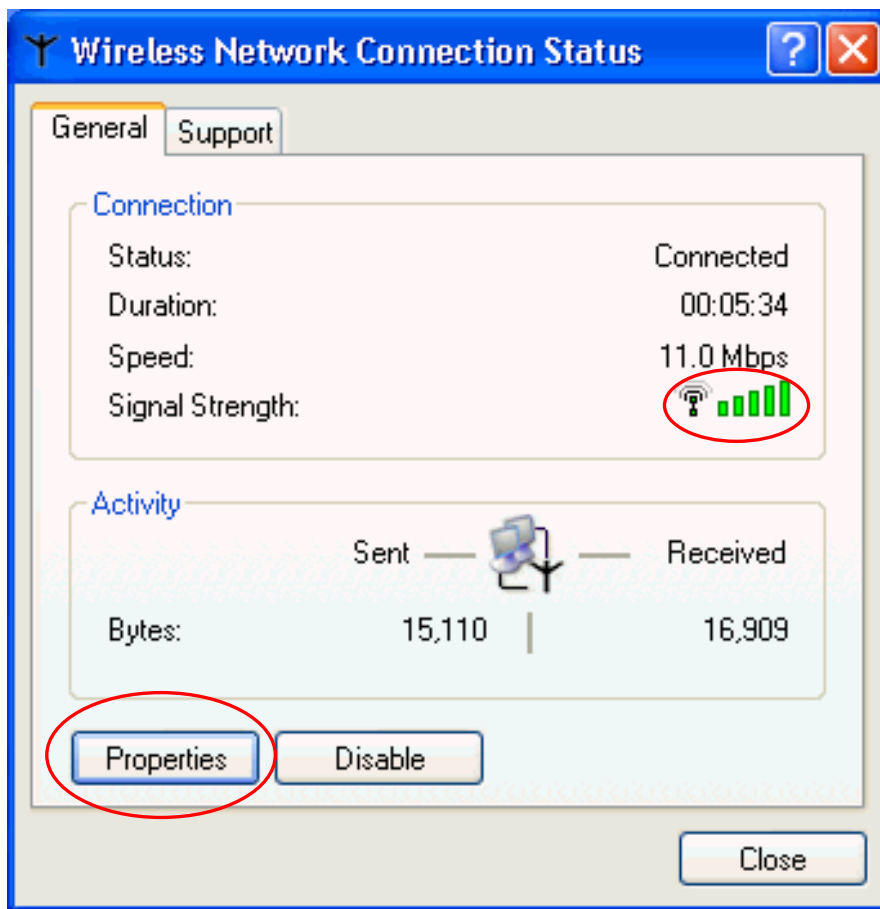 Wireless Network Connection Status
General Support
Connection
Status: Connected
Duration: 00:05:34
Speed: 11.0 Mbps
Signal Strength:
Activity
Sent Received
Bytes: 15,110 16,909
Properties Disable
Close